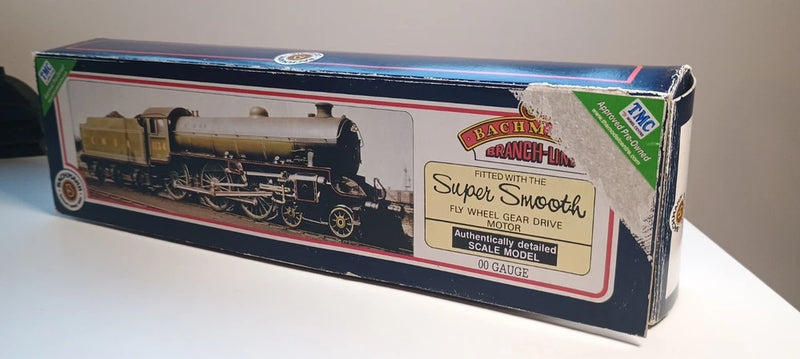 TMC
TMC
Approved Pre-Owned
BACHM
BRANCH-LIN
FITTED WITH THE
Super Smooth
FLY WHEEL GEAR DRIVE
MOTOR
Authentically detailed
SCALE MODEL
00 GAUGE